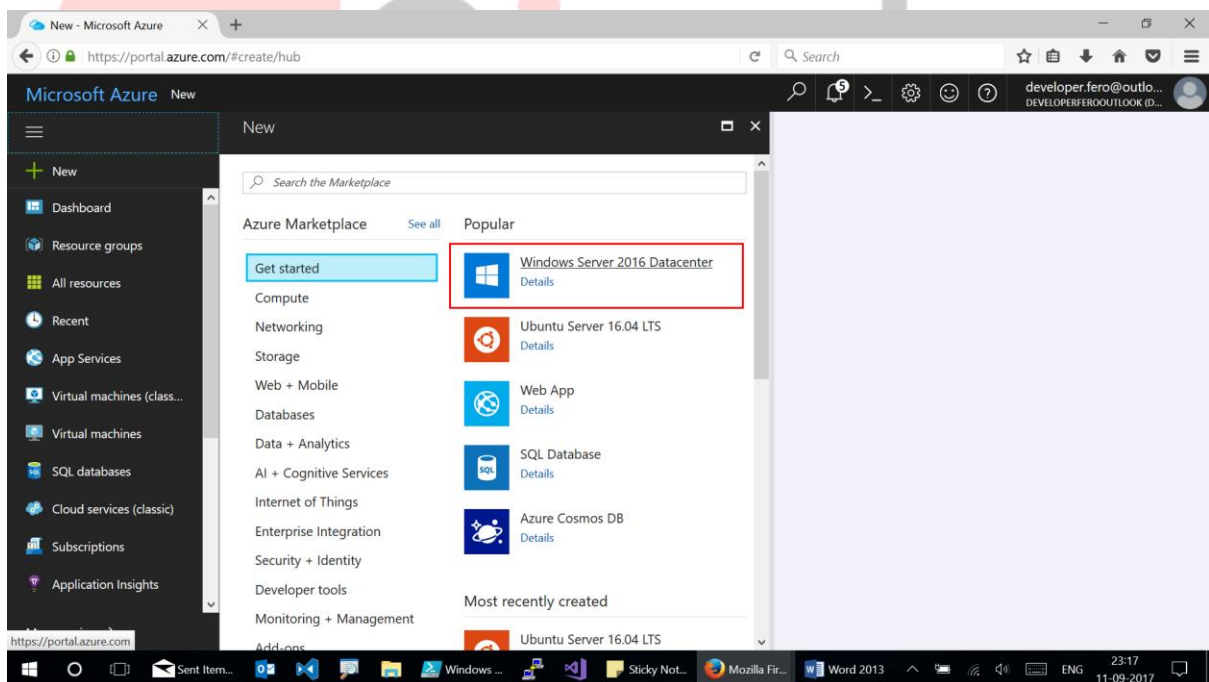 New - Microsoft Azure
https://portal.azure.com/#create/hub
Search
Microsoft Azure New
5
developer.fero@outlo...
DEVELOPERFEROOUTLOOK (D...
New
Search the Marketplace
Azure Marketplace See all
Popular
New
Dashboard
Resource groups
All resources
Recent
App Services
Virtual machines (class...
Virtual machines
SQL databases
Cloud services (classic)
Subscriptions
Application Insights
https://portal.azure.com
Get started
Compute
Networking
Storage
Web + Mobile
Databases
Data + Analytics
AI + Cognitive Services
Internet of Things
Enterprise Integration
Security + Identity
Developer tools
Monitoring + Management
Add-ons
Windows Server 2016 Datacenter
Details
Ubuntu Server 16.04 LTS
Details
Web App
Details
SQL
SQL Database
Details
Azure Cosmos DB
Details
Most recently created
Ubuntu Server 16.04 LTS
Sent Item...
Windows ...
Sticky Not...
Mozilla Fir...
Word 2013
ENG
23:17
11-09-2017